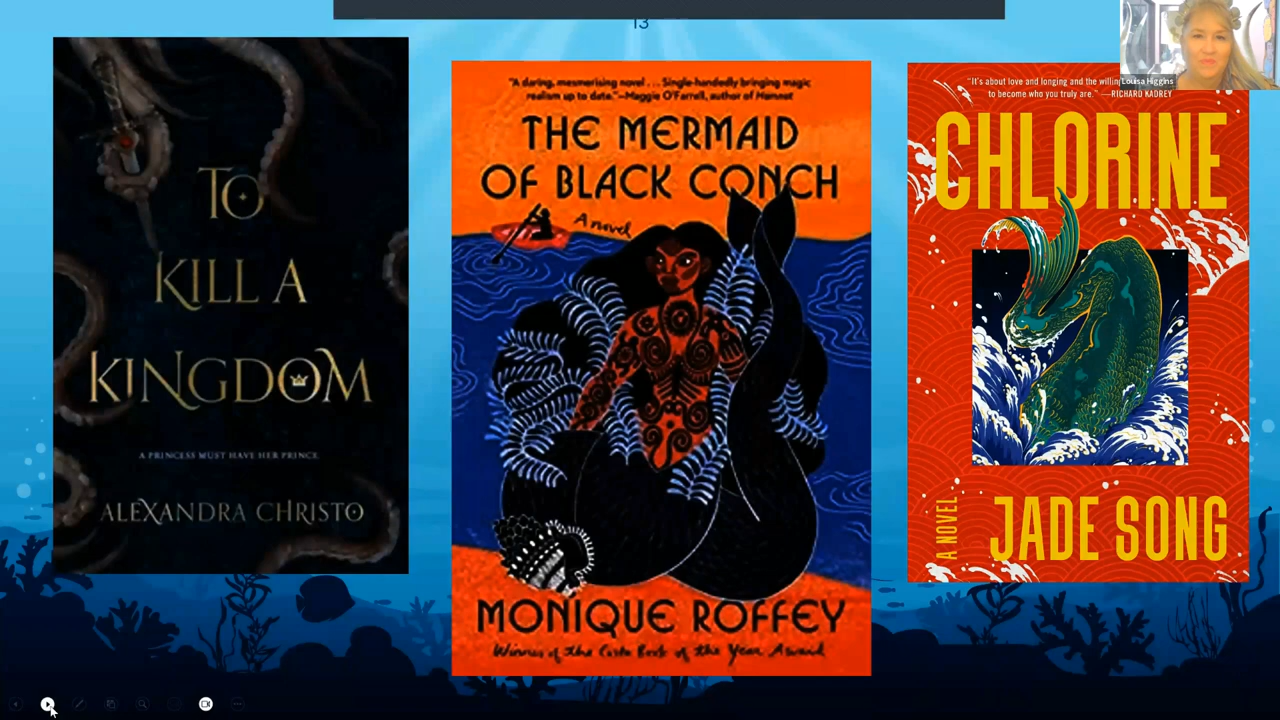 13
TO
KILL A
KINGDOM
A PRINCESS MUST HAVE HER PRINCE.
ALEXANDRA CHRISTO
"A daring, mesmerising novel . . . Single-handedly bringing magic
realism up to date."—Maggie O'Farrell, author of Hamnet
THE MERMAID
OF BLACK CONCH
A novel
MONIQUE ROFFEY
Winner of the Costa Book of the Year Award
"It's about love and longing and the willin
to become who you truly are." —RICHARD KADREY
CHLORINE
A NOVEL
JADE SONG
Louisa Higgins